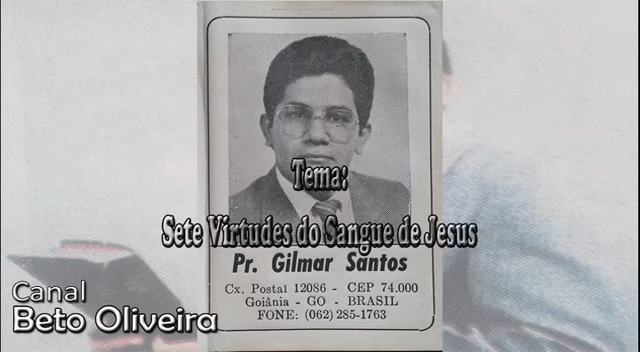 Tema:
Sete Virtudes do Sangue de Jesus
Pr. Gilmar Santos
Cx. Postal 12086 - CEP 74.000
Goiânia - GO - BRASIL
FONE: (062) 285-1763
Canal
Beto Oliveira